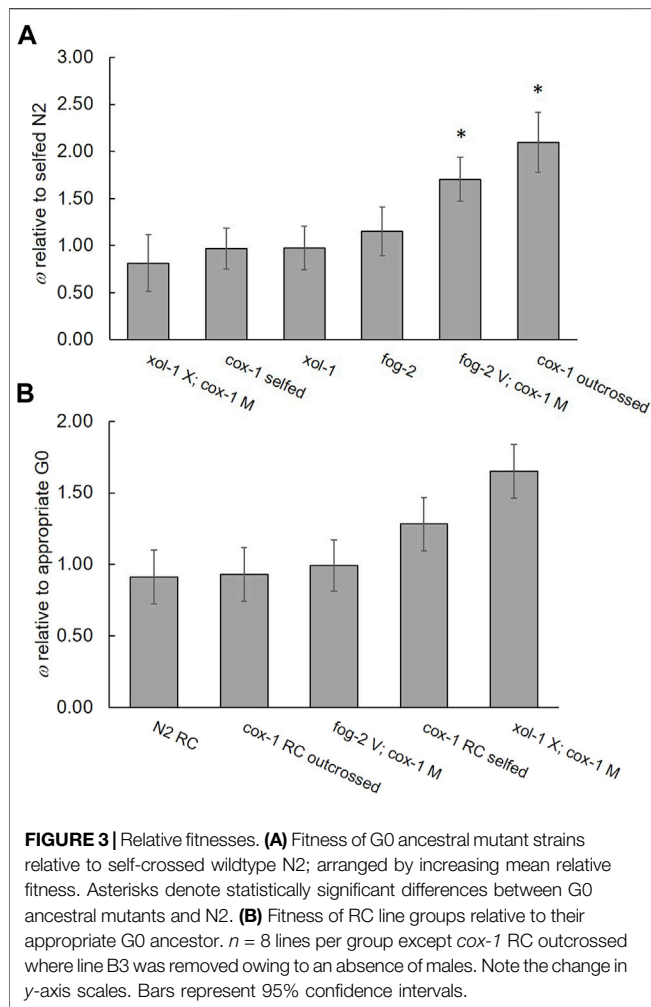 A
3.00
2.50
2.00
1.50
1.00
0.50
0.00
ω relative to selfed N2
*
*
xol-1 X; cox-1 M
cox-1 selfed
xol-1
fog-2
fog-2 V; cox-1 M
cox-1 outcrossed
B
2.00
1.50
1.00
0.50
0.00
ω relative to appropriate G0
N2 RC
cox-1 RC outcrossed
fog-2 V; cox-1 M
cox-1 RC selfed
xol-1 X; cox-1 M
FIGURE 3 | Relative fitnesses. (A) Fitness of G0 ancestral mutant strains
relative to self-crossed wildtype N2; arranged by increasing mean relative
fitness. Asterisks denote statistically significant differences between G0
ancestral mutants and N2. (B) Fitness of RC line groups relative to their
appropriate G0 ancestor. n = 8 lines per group except cox-1 RC outcrossed
where line B3 was removed owing to an absence of males. Note the change in
y-axis scales. Bars represent 95% confidence intervals.